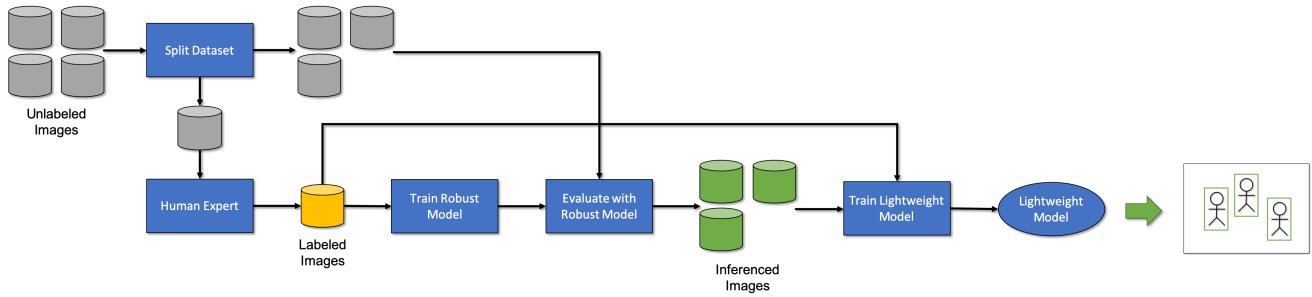 Split Dataset
Unlabeled
Images
Human Expert
Labeled
Images
Train Robust
Model
Evaluate with
Robust Model
Inferenced
Images
Train Lightweight
Model
Lightweight
Model